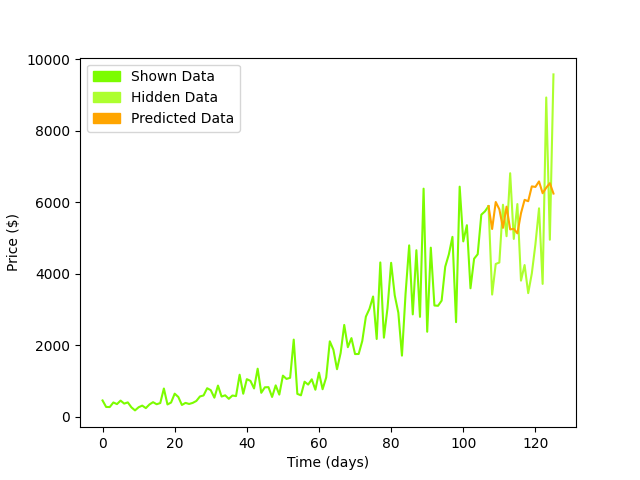 10000
8000
6000
4000
2000
0
Price ($)
Shown Data
Hidden Data
Predicted Data
0 20 40 60 80 100 120
Time (days)